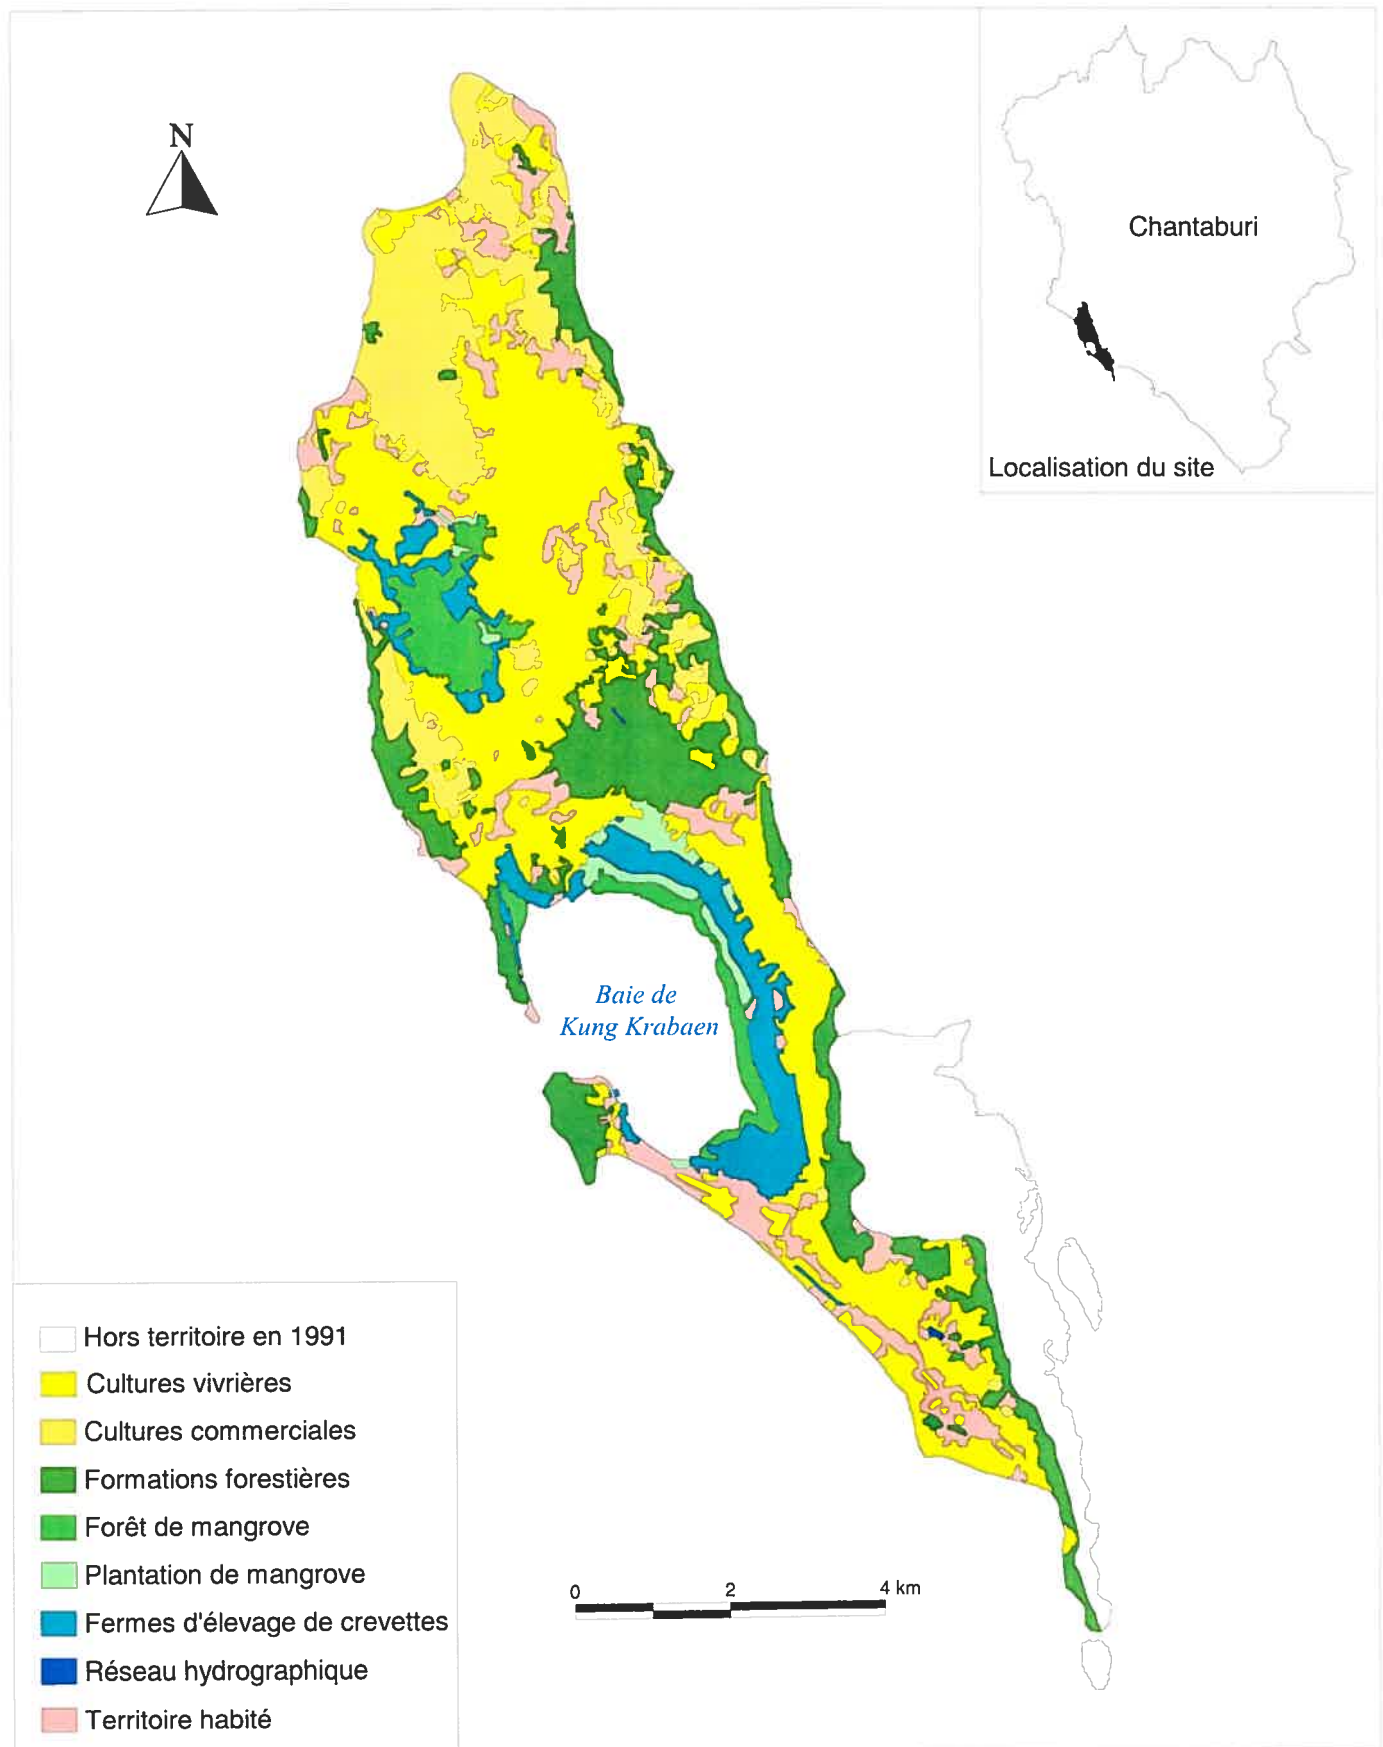 N
Chantaburi
Localisation du site
Baie de
Kung Krabaen
Hors territoire en 1991
Cultures vivrières
Cultures commerciales
Formations forestières
Forêt de mangrove
Plantation de mangrove
Fermes d'élevage de crevettes
Réseau hydrographique
Territoire habité
0 2 4 km